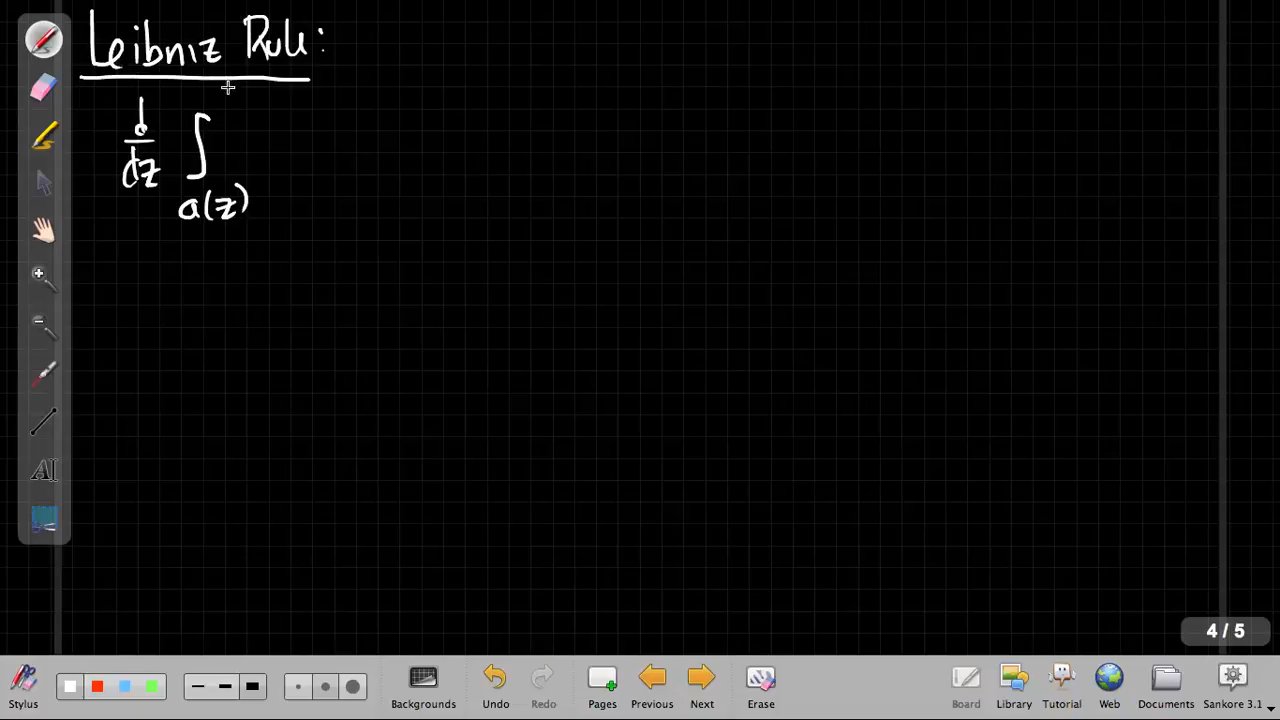 Leibniz Rule:
d/dz ∫
a(z)
4 / 5
Stylus Backgrounds Undo Redo Pages Previous Next Erase Board Library Tutorial Web Documents Sankore 3.1